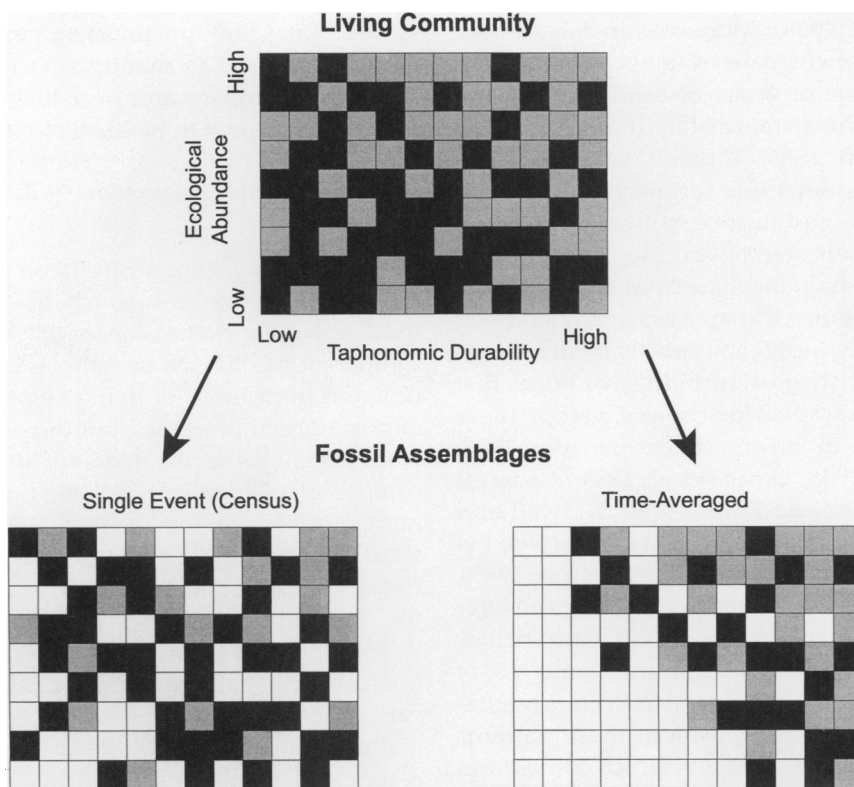 Living Community
High
Ecological
Abundance
Low
Low
High
Taphonomic Durability
Fossil Assemblages
Single Event (Census)
Time-Averaged